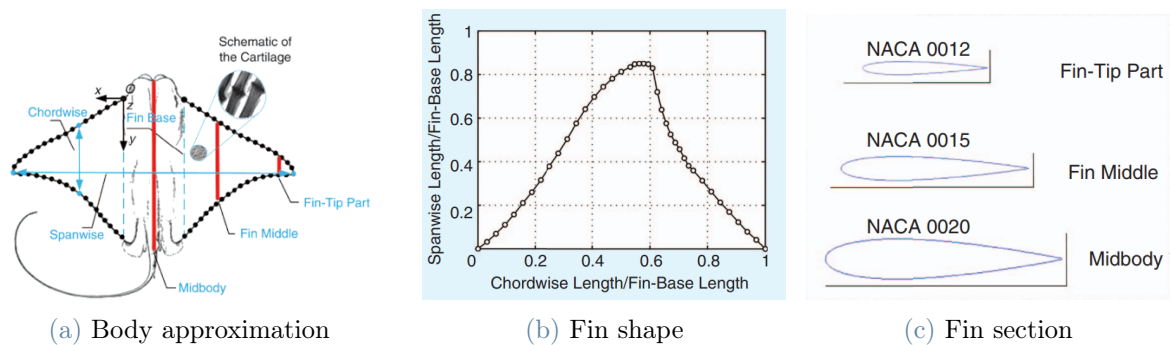 Schematic of
the Cartilage
x
O
z
Chordwise
Fin Base
y
Fin-Tip Part
Spanwise
Fin Middle
Midbody
(a) Body approximation
Spanwise Length/Fin-Base Length
1
0.8
0.6
0.4
0.2
0 0.2 0.4 0.6 0.8 1
Chordwise Length/Fin-Base Length
(b) Fin shape
NACA 0012
Fin-Tip Part
NACA 0015
Fin Middle
NACA 0020
Midbody
(c) Fin section